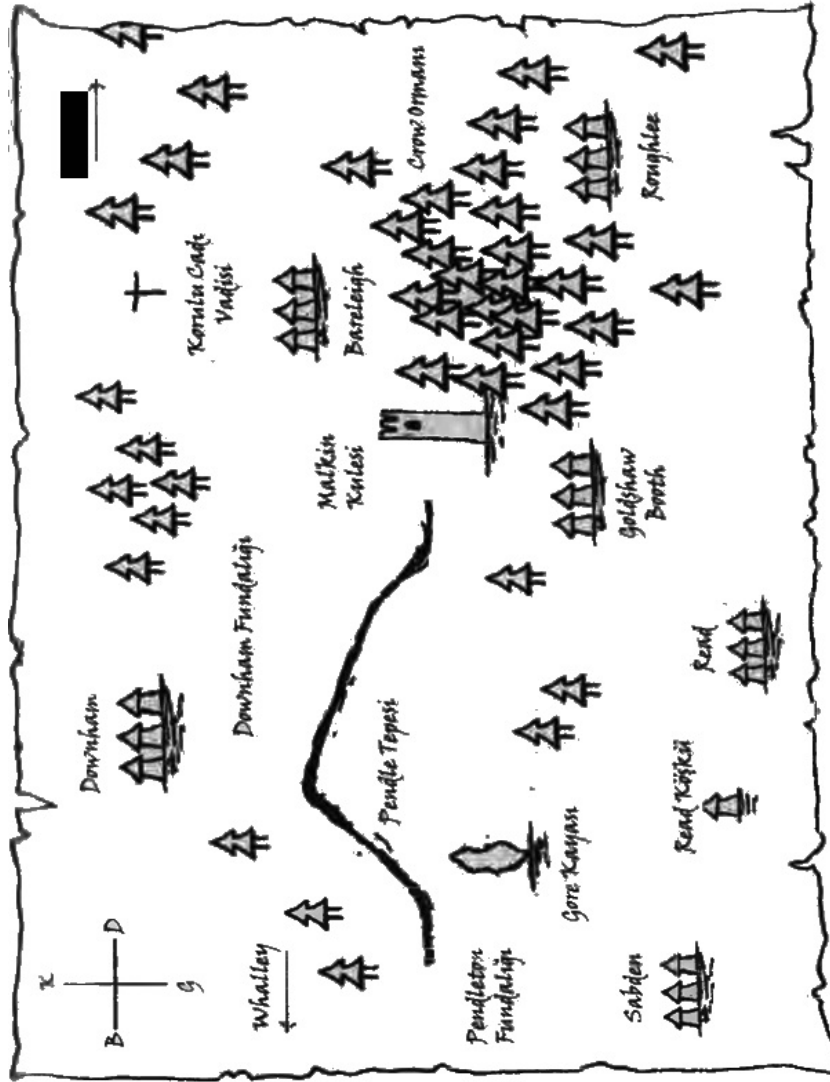 K
B D
G
Downham
Korulu Cadı
Vadisi
Downham Fundalığı
Whalley
Malkin
Kulesi
Bareleigh
Pendle Tepesi
Crow Ormanı
Pendleton
Fundalığı
Gore Kayası
Goldshaw
Booth
Roughlee
Sabden
Read Köşkü
Read